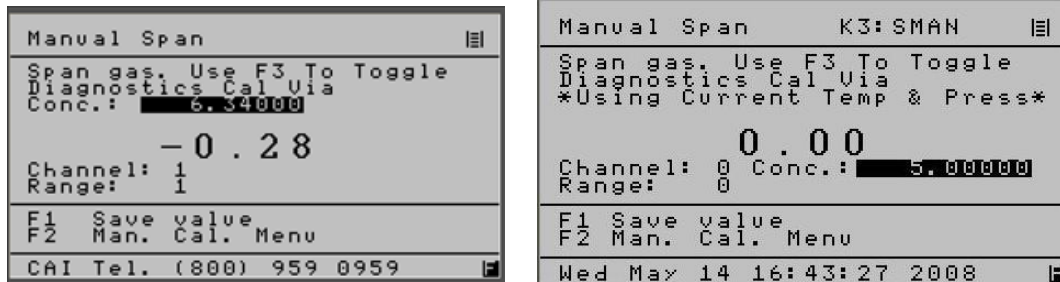 Manual Span
Span gas. Use F3 To Toggle
Diagnostics Cal Via
Conc.: 6.34000
-0.28
Channel: 1
Range: 1
F1 Save value
F2 Man. Cal. Menu
CAI Tel. (800) 959 0959
Manual Span K3:SMAN
Span gas. Use F3 To Toggle
Diagnostics Cal Via
*Using Current Temp & Press*
0.00
Channel: 0 Conc.: 5.00000
Range: 0
F1 Save value
F2 Man. Cal. Menu
Wed May 14 16:43:27 2008